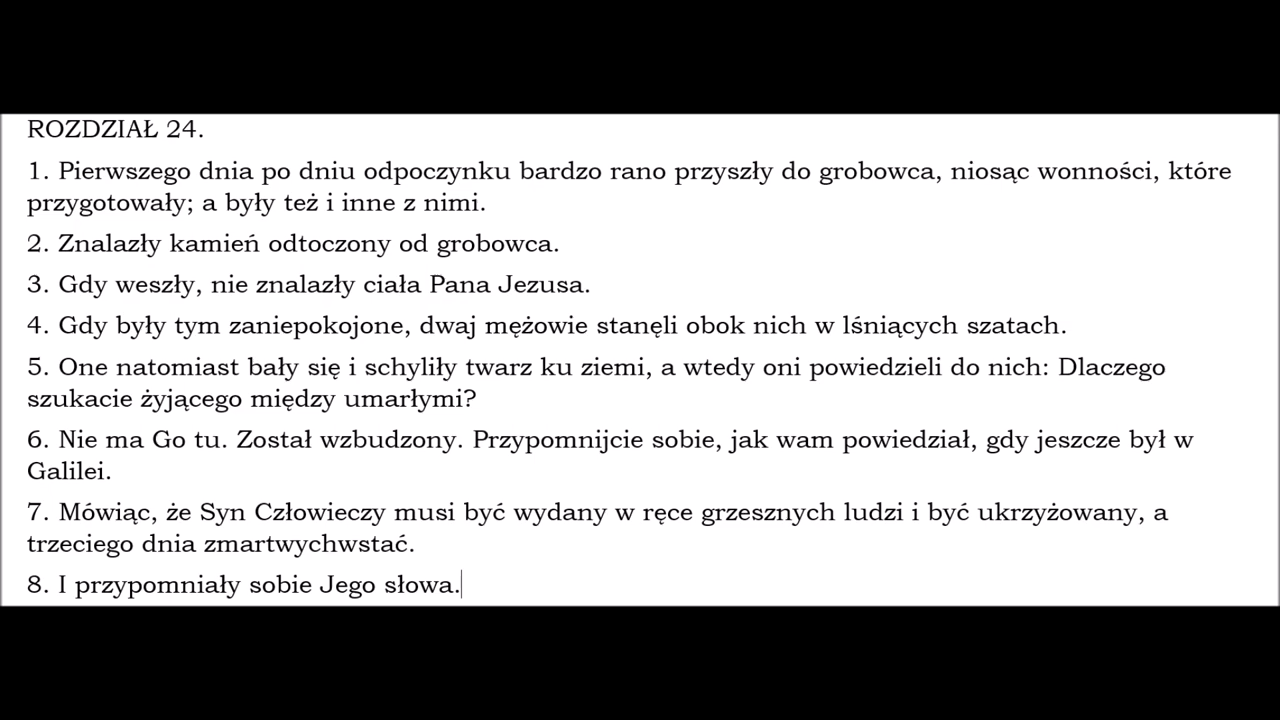 ROZDZIAŁ 24.
1. Pierwszego dnia po dniu odpoczynku bardzo rano przyszły do grobowca, niosąc wonności, które
przygotowały; a były też i inne z nimi.
2. Znalazły kamień odtoczony od grobowca.
3. Gdy weszły, nie znalazły ciała Pana Jezusa.
4. Gdy były tym zaniepokojone, dwaj mężowie stanęli obok nich w lśniących szatach.
5. One natomiast bały się i schyliły twarz ku ziemi, a wtedy oni powiedzieli do nich: Dlaczego
szukacie żyjącego między umarłymi?
6. Nie ma Go tu. Został wzbudzony. Przypomnijcie sobie, jak wam powiedział, gdy jeszcze był w
Galilei.
7. Mówiąc, że Syn Człowieczy musi być wydany w ręce grzesznych ludzi i być ukrzyżowany, a
trzeciego dnia zmartwychwstać.
8. I przypomniały sobie Jego słowa.